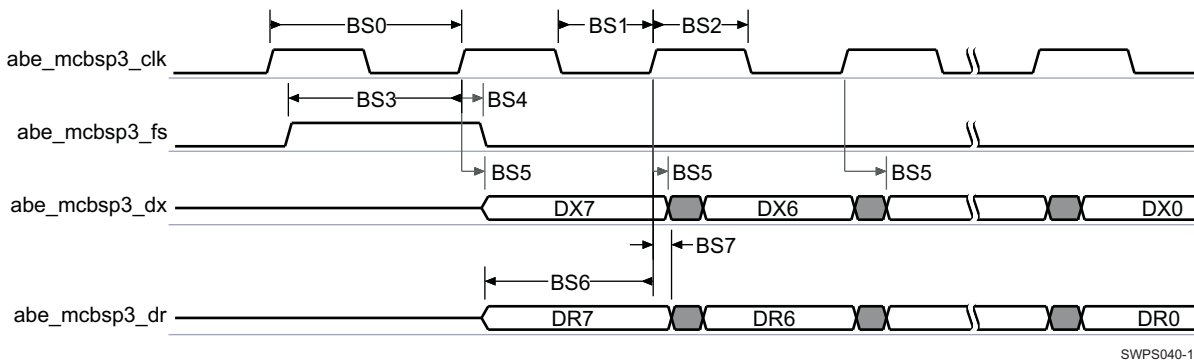 BS0 BS1 BS2
abe_mcbsp3_clk
BS3 BS4
abe_mcbsp3_fs
BS5 BS5 BS5
abe_mcbsp3_dx DX7 DX6 DX0
BS7
BS6
abe_mcbsp3_dr DR7 DR6 DR0
SWPS040-1